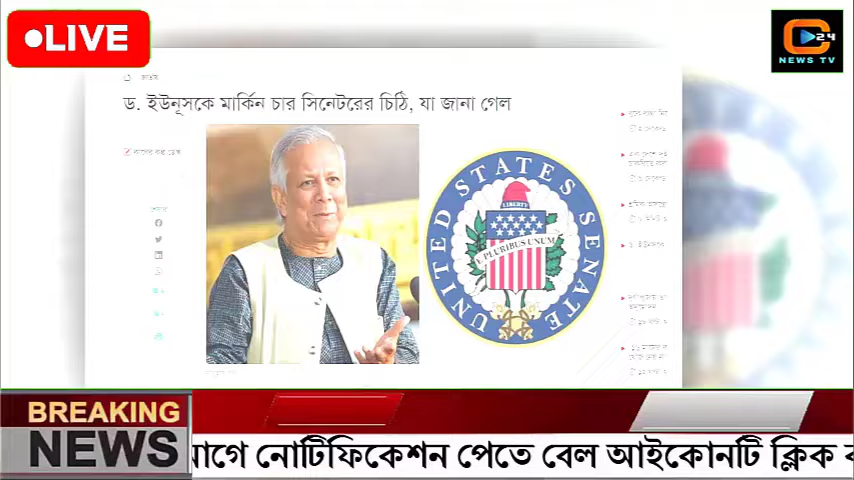 LIVE
C 24
NEWS TV
ড. ইউনূসকে মার্কিন চার সিনেটরের চিঠি, যা জানা গেল
UNITED STATES SENATE
LIBERTY
E PLURIBUS UNUM
BREAKING
NEWS
আগে নোটিফিকেশন পেতে বেল আইকোনটি ক্লিক